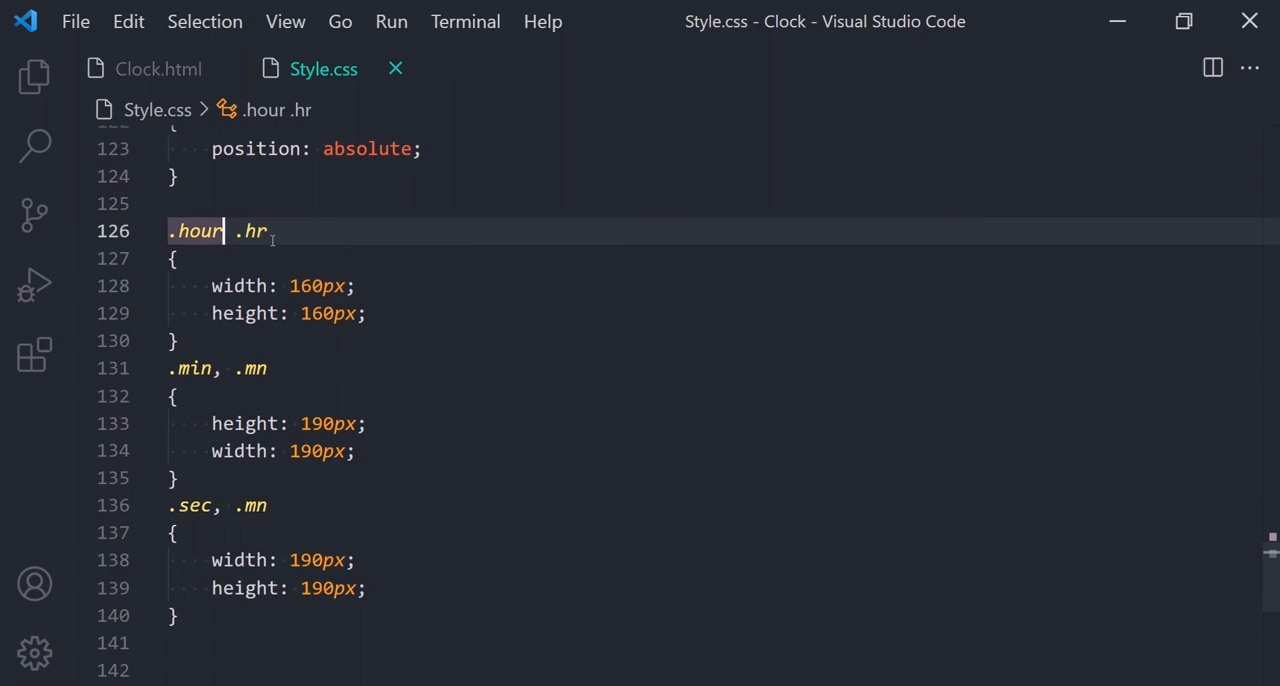 File Edit Selection View Go Run Terminal Help Style.css - Clock - Visual Studio Code
Clock.html Style.css
Style.css > .hour .hr
122 {
123 position: absolute;
124 }
125
126 .hour .hr
127 {
128 width: 160px;
129 height: 160px;
130 }
131 .min, .mn
132 {
133 height: 190px;
134 width: 190px;
135 }
136 .sec, .mn
137 {
138 width: 190px;
139 height: 190px;
140 }
141
142